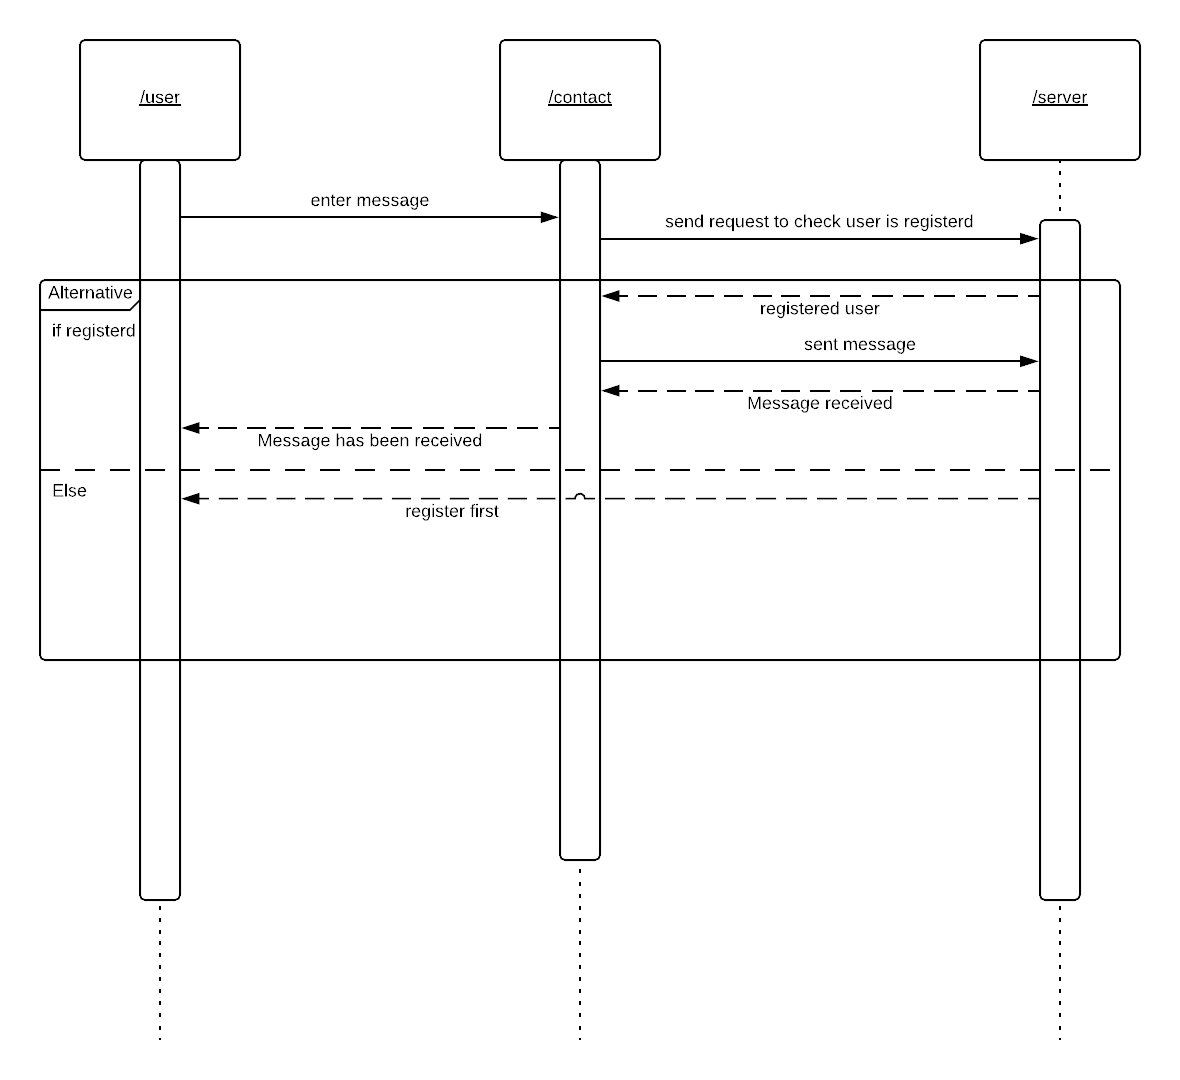 /user
/contact
/server
enter message
send request to check user is registerd
Alternative
registered user
if registerd
sent message
Message received
Message has been received
Else
register first